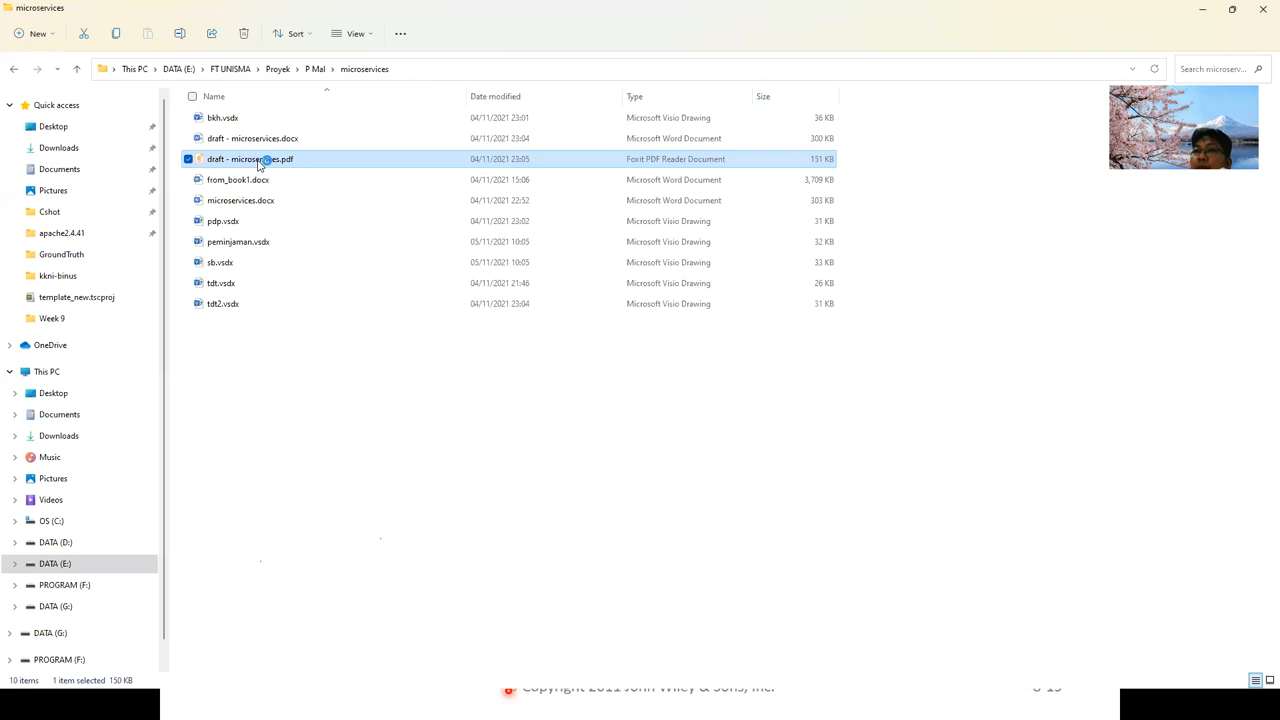 microservices
New
Sort
View
This PC > DATA (E:) > FT UNISMA > Proyek > P Mal > microservices
Search microserv...
Name Date modified Type Size
bkh.vsdx 04/11/2021 23:01 Microsoft Visio Drawing 36 KB
draft - microservices.docx 04/11/2021 23:04 Microsoft Word Document 300 KB
draft - microservices.pdf 04/11/2021 23:05 Foxit PDF Reader Document 151 KB
from_book1.docx 04/11/2021 15:06 Microsoft Word Document 3,709 KB
microservices.docx 04/11/2021 22:52 Microsoft Word Document 303 KB
pdp.vsdx 04/11/2021 23:02 Microsoft Visio Drawing 31 KB
peminjaman.vsdx 05/11/2021 10:05 Microsoft Visio Drawing 32 KB
sb.vsdx 05/11/2021 10:05 Microsoft Visio Drawing 33 KB
tdt.vsdx 04/11/2021 21:46 Microsoft Visio Drawing 26 KB
tdt2.vsdx 04/11/2021 23:04 Microsoft Visio Drawing 31 KB
Quick access
Desktop
Downloads
Documents
Pictures
Cshot
apache2.4.41
GroundTruth
kkni-binus
template_new.tscproj
Week 9
OneDrive
This PC
Desktop
Documents
Downloads
Music
Pictures
Videos
OS (C:)
DATA (D:)
DATA (E:)
PROGRAM (F:)
DATA (G:)
DATA (G:)
PROGRAM (F:)
10 items 1 item selected 150 KB
Copyright 2011 John Wiley & Sons, Inc.